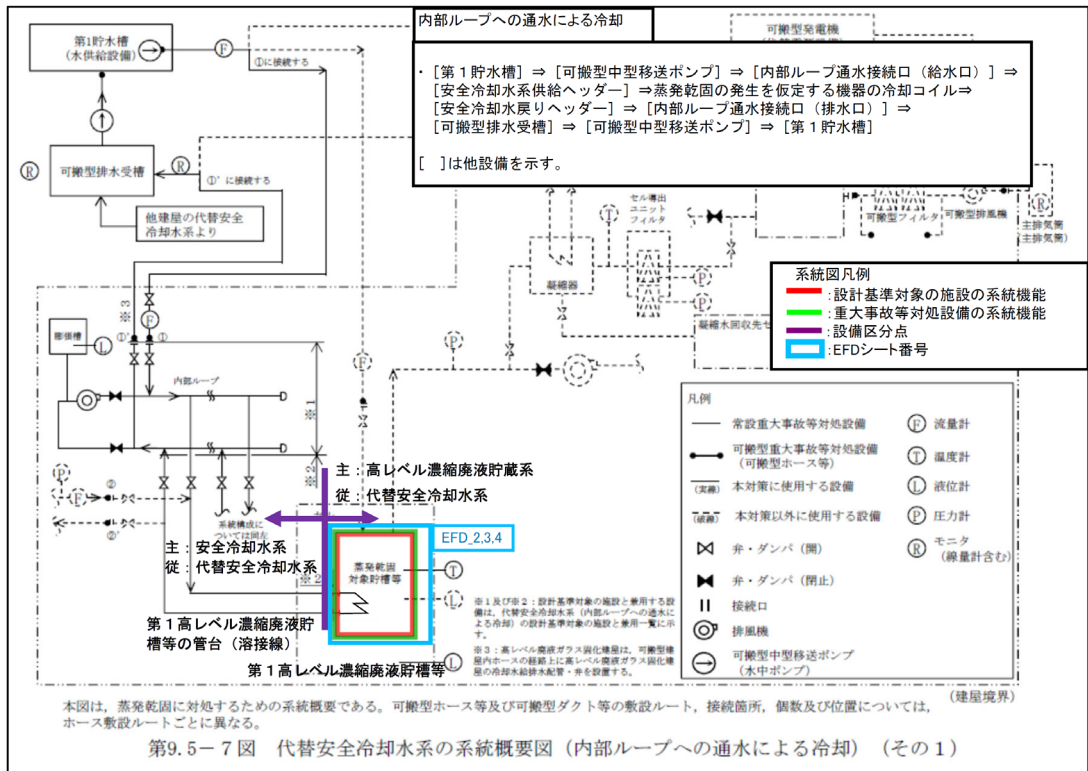 内部ループへの通水による冷却
・［第１貯水槽］⇒［可搬型中型移送ポンプ］⇒［内部ループ通水接続口（給水口）］⇒
［安全冷却水系供給ヘッダー］⇒蒸発乾固の発生を仮定する機器の冷却コイル⇒
［安全冷却水戻りヘッダー］⇒［内部ループ通水接続口（排水口）］⇒
［可搬型排水受槽］⇒［可搬型中型移送ポンプ］⇒［第１貯水槽］
［　］は他設備を示す。
可搬型発電機
第1貯水槽
（水供給設備）
F
①に接続する
R
可搬型排水受槽
R
①’に接続する
他建屋の代替安全
冷却水系より
セル導出
ユニット
フィルタ
T
凝縮器
P
P
可搬型フィルタ
可搬型排風機
R
主排気筒
（主排気筒）
凝縮水回収先セ
系統図凡例
：設計基準対象の施設の系統機能
：重大事故等対処設備の系統機能
：設備区分点
：EFDシート番号
※3
F
膨張槽
L
①’
①
内部ループ
※1
※2
P
F
P
F
②
②’
系統構成に
ついては同左
主：高レベル濃縮廃液貯蔵系
従：代替安全冷却水系
主：安全冷却水系
従：代替安全冷却水系
※2
EFD_2,3,4
蒸発乾固
対象貯槽等
T
L
L
第１高レベル濃縮廃液貯
槽等の管台（溶接線）
第１高レベル濃縮廃液貯槽等
※１及び※２：設計基準対象の施設と兼用する設
備は、代替安全冷却水系（内部ループへの通水よ
る冷却）の設計基準対象の施設と兼用一覧に示
す。
※３：高レベル廃液ガラス固化建屋は、可搬型建
屋内ホースの経路上に高レベル廃液ガラス固化建
屋の冷却水給排水配管・弁を設置する。
凡例
常設重大事故等対処設備
可搬型重大事故等対処設備
（可搬型ホース等）
（実線）
本対策に使用する設備
（破線）
本対策以外に使用する設備
弁・ダンパ（開）
弁・ダンパ（閉止）
接続口
排風機
可搬型中型移送ポンプ
（水中ポンプ）
F 流量計
T 温度計
L 液位計
P 圧力計
R モニタ
（線量計含む）
（建屋境界）
本図は，蒸発乾固に対処するための系統概要である。可搬型ホース等及び可搬型ダクト等の敷設ルート，接続箇所，個数及び位置については，
ホース敷設ルートごとに異なる。
第9.5－7図　代替安全冷却水系の系統概要図（内部ループへの通水による冷却）（その１）